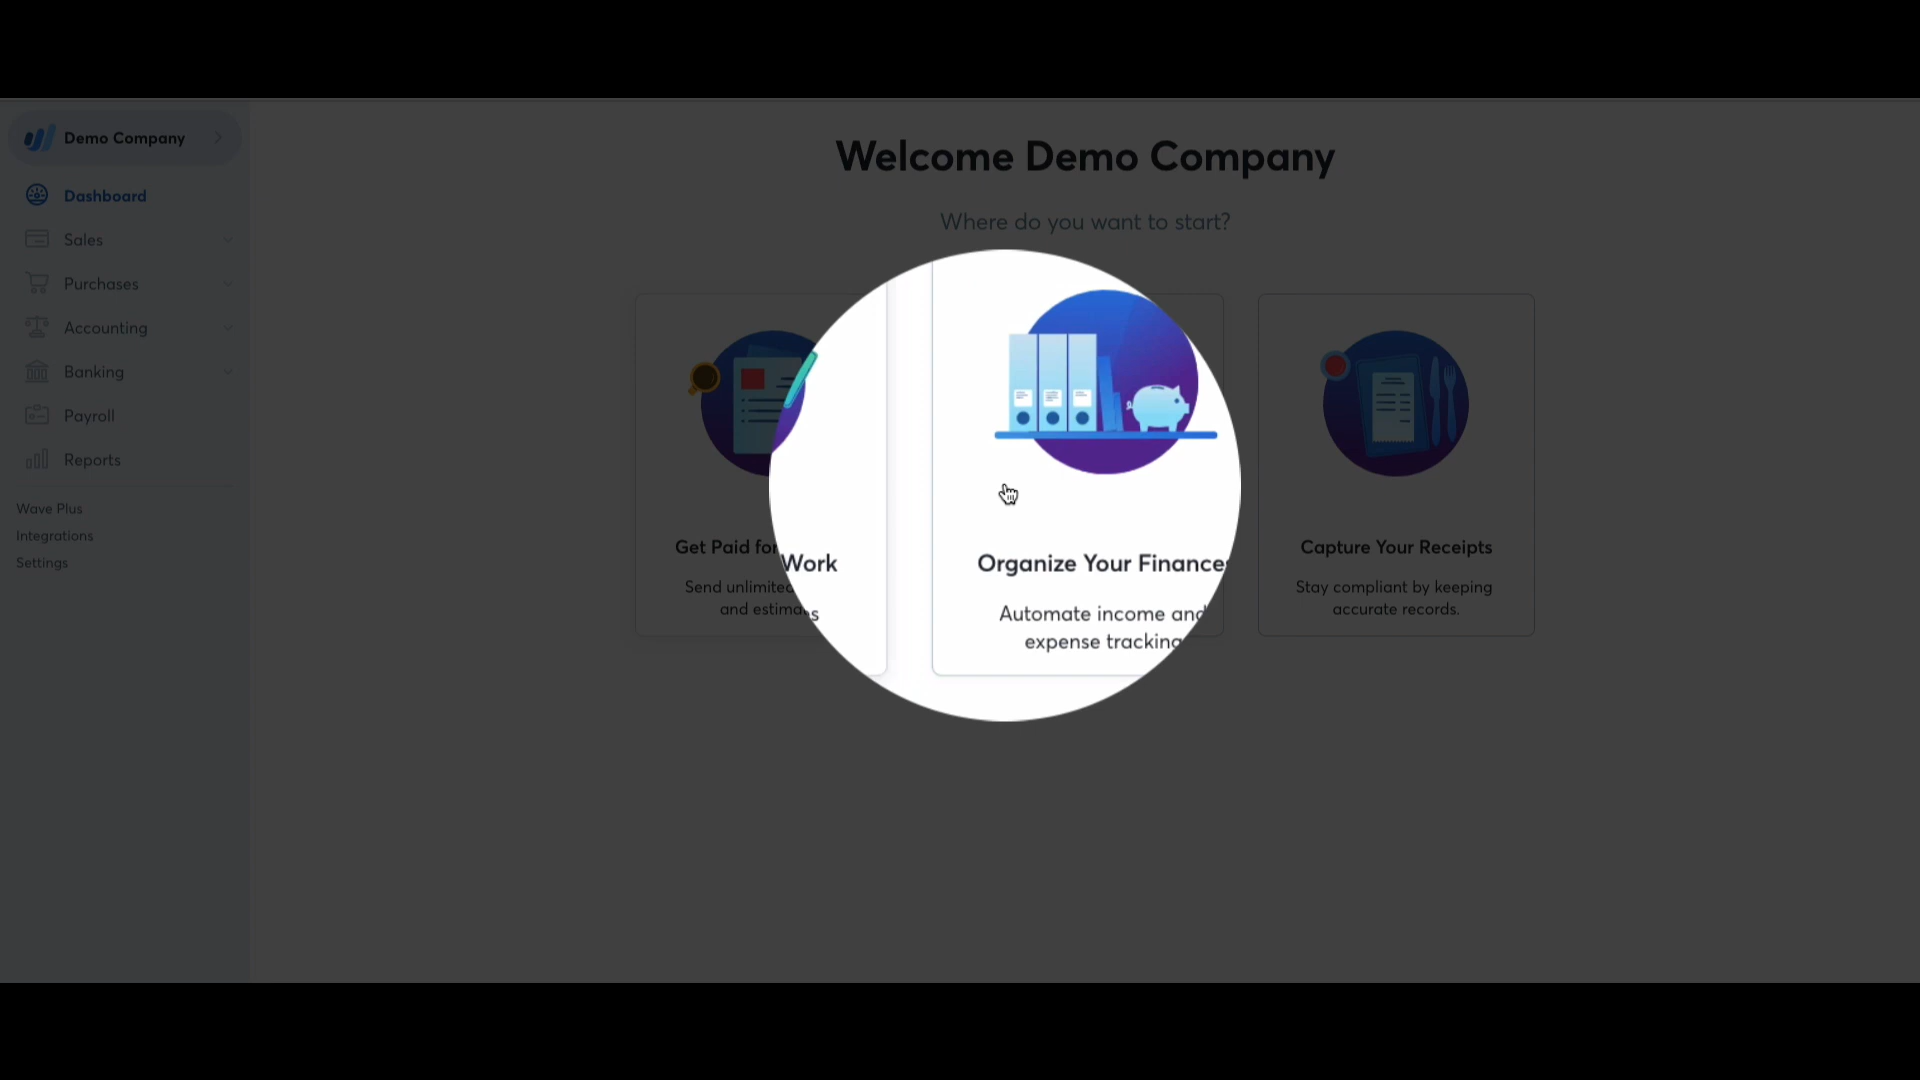 Demo Company
Dashboard
Sales
Purchases
Accounting
Banking
Payroll
Reports
Wave Plus
Integrations
Settings
Welcome Demo Company
Where do you want to start?
Get Paid for Work
Send unlimited
and estimates
Organize Your Finances
Automate income and
expense tracking
Capture Your Receipts
Stay compliant by keeping
accurate records.